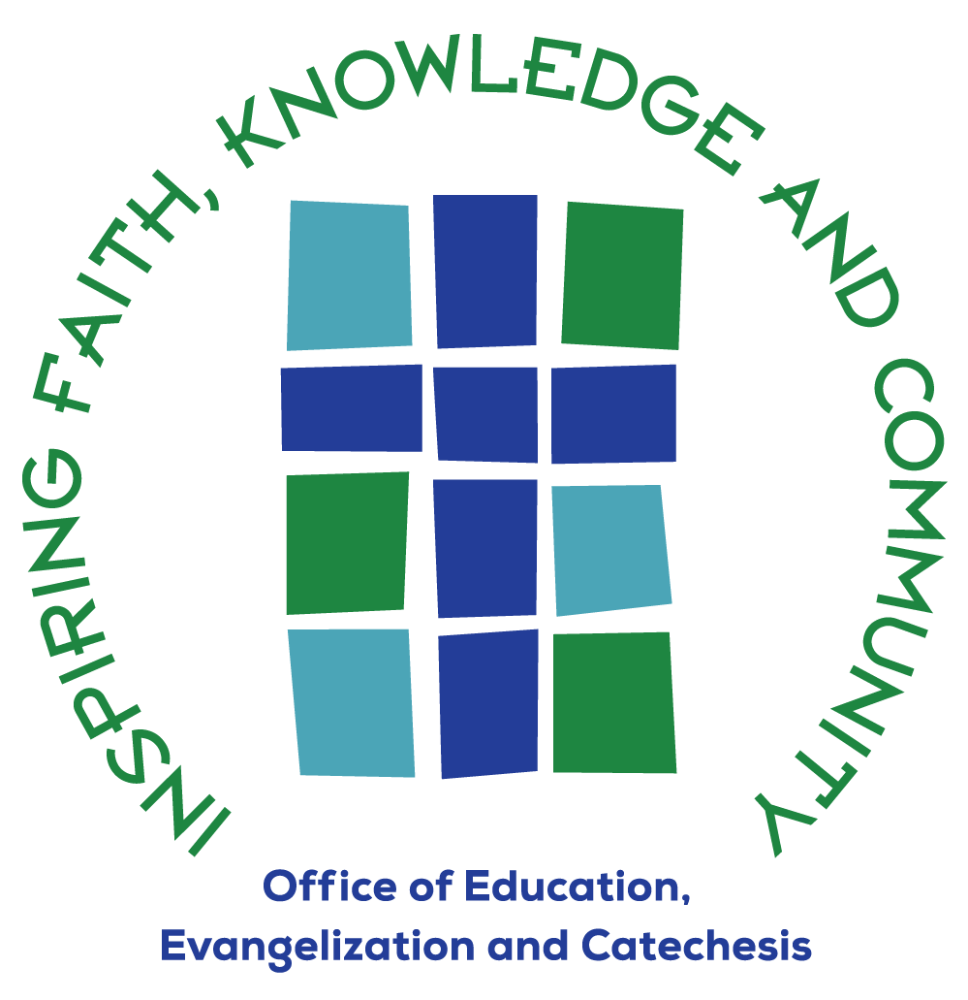 INSPIRING FAITH, KNOWLEDGE AND COMMUNITY
Office of Education,
Evangelization and Catechesis